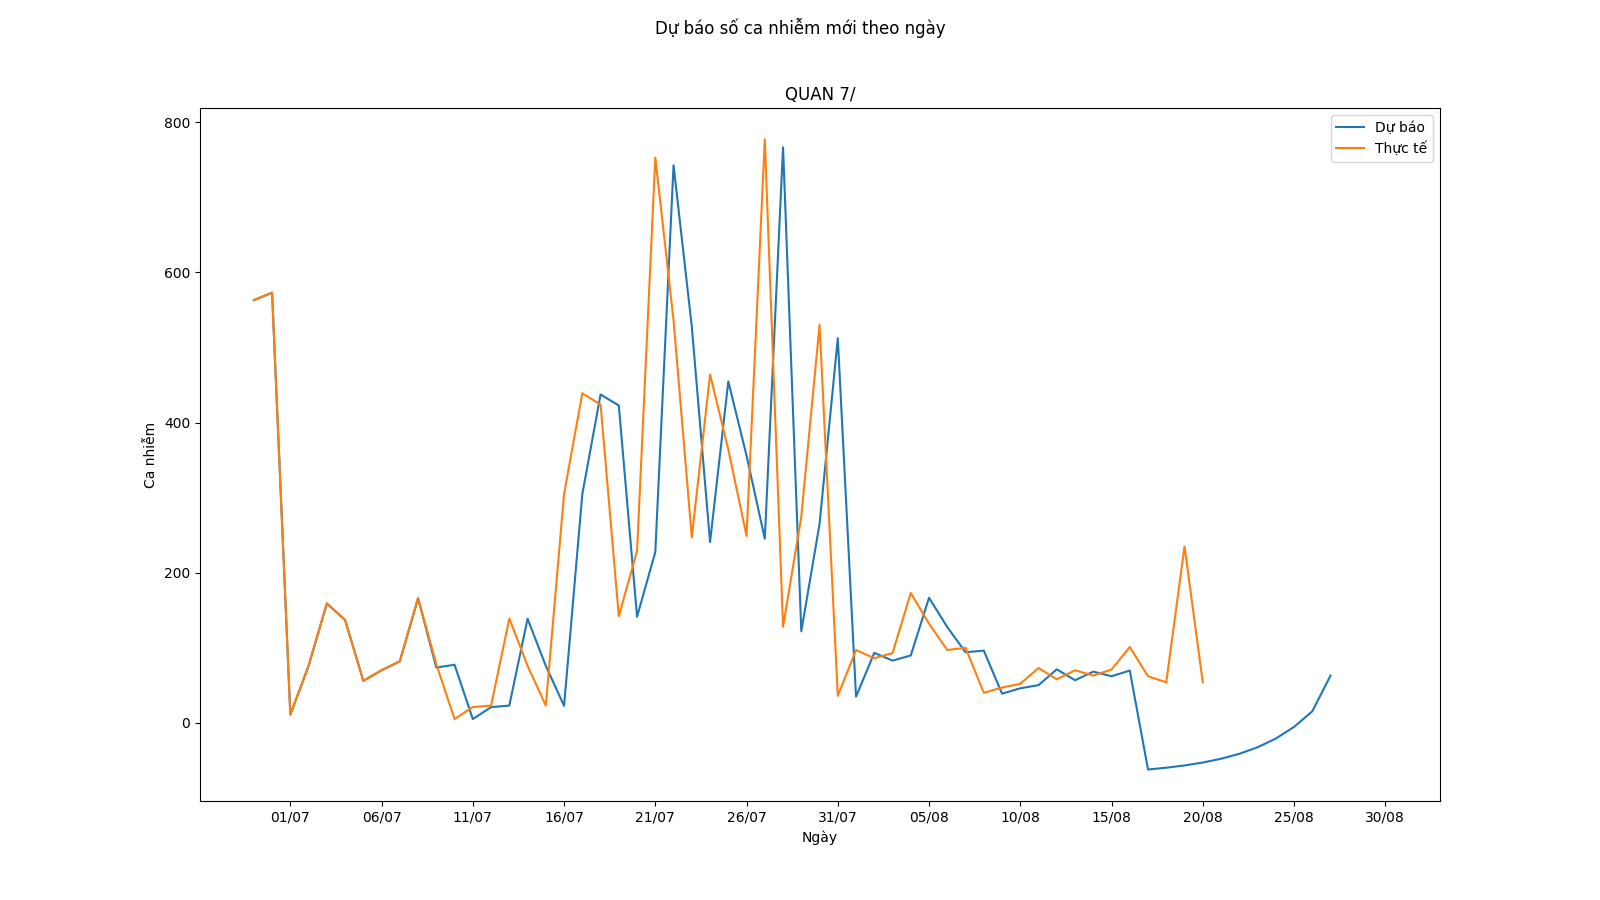 Dự báo số ca nhiễm mới theo ngày
QUAN 7/
Dự báo
Thực tế
800
600
400
200
0
Ca nhiễm
01/07 06/07 11/07 16/07 21/07 26/07 31/07 05/08 10/08 15/08 20/08 25/08 30/08
Ngày